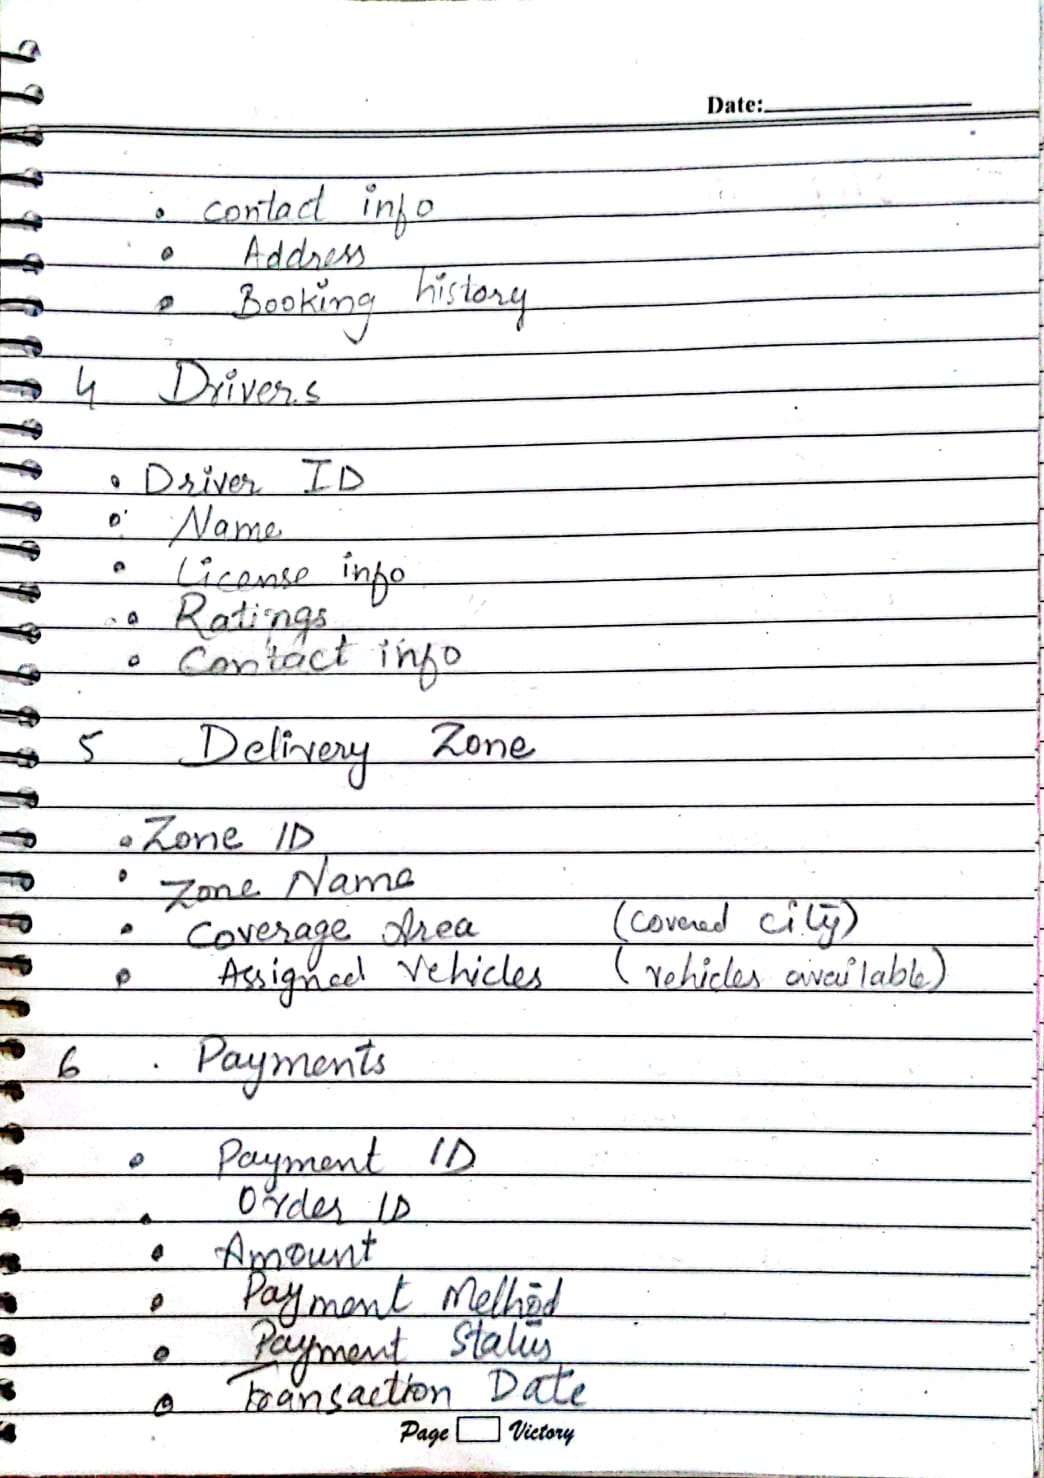 Date:
• Contact info
• Address
• Booking history
4 Drivers
• Driver ID
• Name
• License info
• Ratings
• Contact info
5 Delivery Zone
• Zone ID
• Zone Name
• Coverage Area (covered city)
• Assigned Vehicles (vehicles available)
6 . Payments
• Payment ID
• Order ID
• Amount
• Payment Method
• Payment Status
• Transaction Date
Page Victory